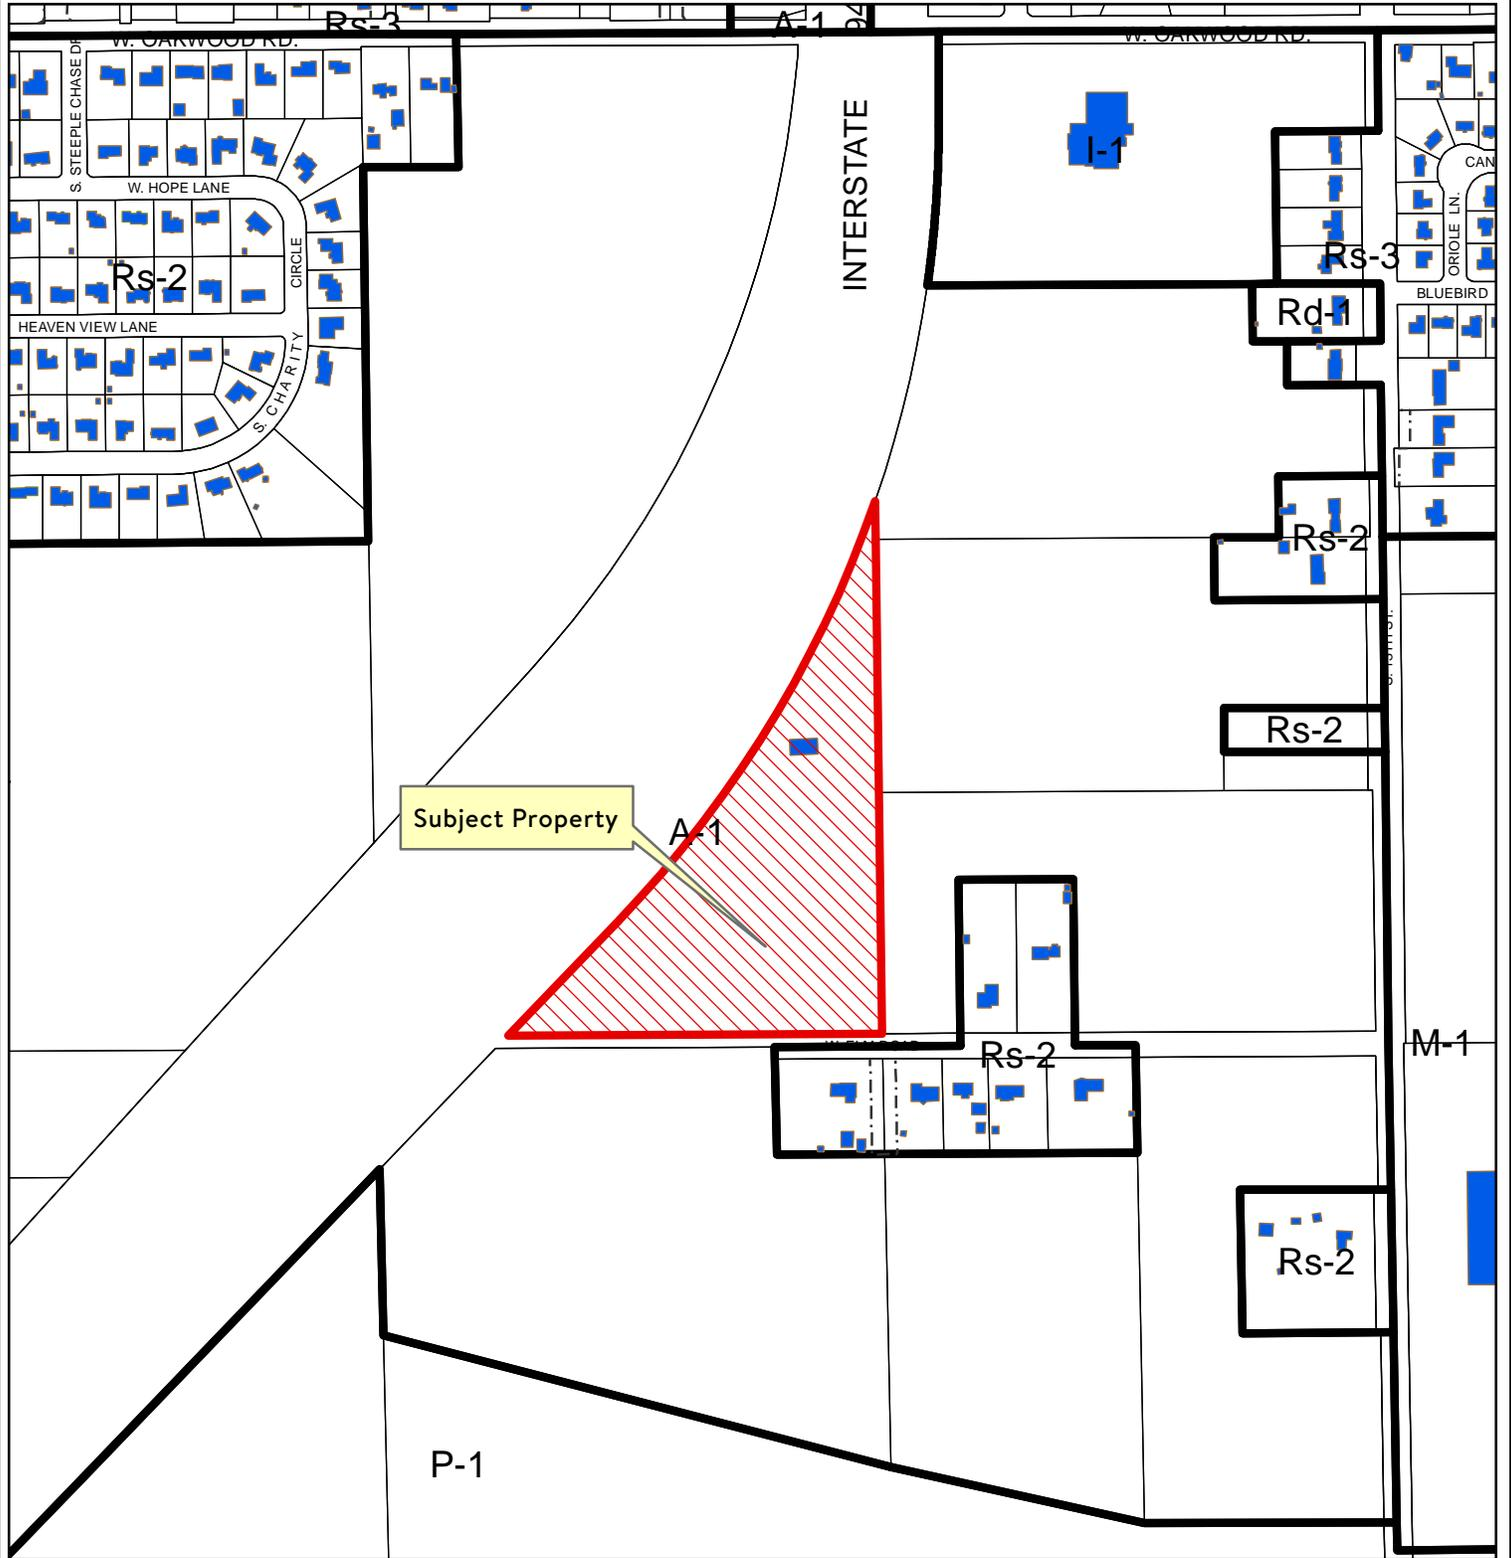 Rs-3
A-1
94
W. OAKWOOD RD.
W. OAKWOOD RD.
S. STEEPLE CHASE DR
INTERSTATE
I-1
W. HOPE LANE
CAN
ORIOLE LN.
CIRCLE
Rs-3
Rs-2
BLUEBIRD
Rd-1
HEAVEN VIEW LANE
S. CHARITY
Rs-2
Rs-2
Subject Property
A-1
Rs-2
M-1
Rs-2
P-1